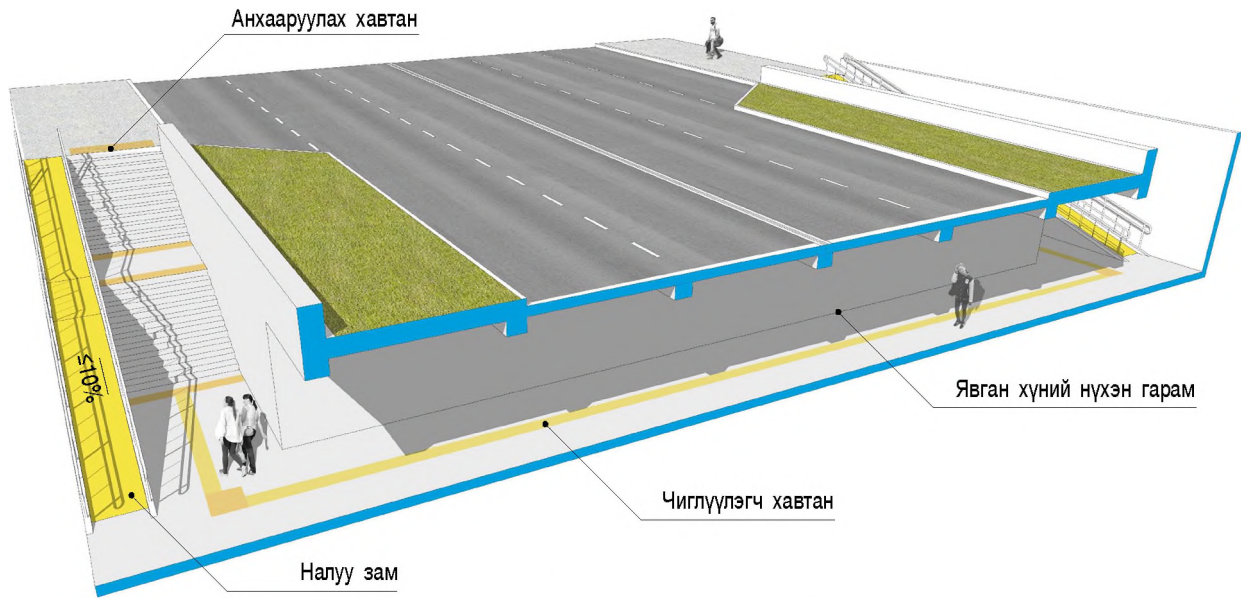 Анхааруулах хавтан
≤10%
Явган хүний нүхэн гарам
Чиглүүлэгч хавтан
Налуу зам